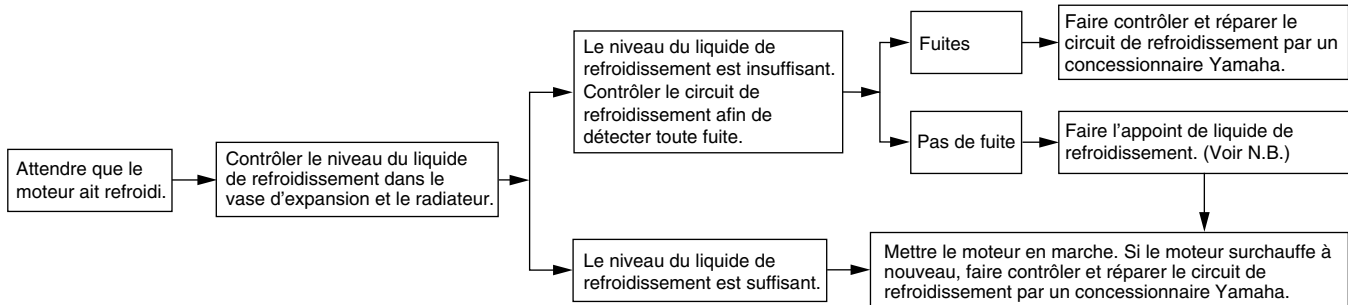 Attendre que le
moteur ait refroidi.
Contrôler le niveau du liquide
de refroidissement dans le
vase d'expansion et le radiateur.
Le niveau du liquide de
refroidissement est insuffisant.
Contrôler le circuit de
refroidissement afin de
détecter toute fuite.
Fuites
Faire contrôler et réparer le
circuit de refroidissement par un
concessionnaire Yamaha.
Pas de fuite
Faire l'appoint de liquide de
refroidissement. (Voir N.B.)
Le niveau du liquide de
refroidissement est suffisant.
Mettre le moteur en marche. Si le moteur surchauffe à
nouveau, faire contrôler et réparer le circuit de
refroidissement par un concessionnaire Yamaha.